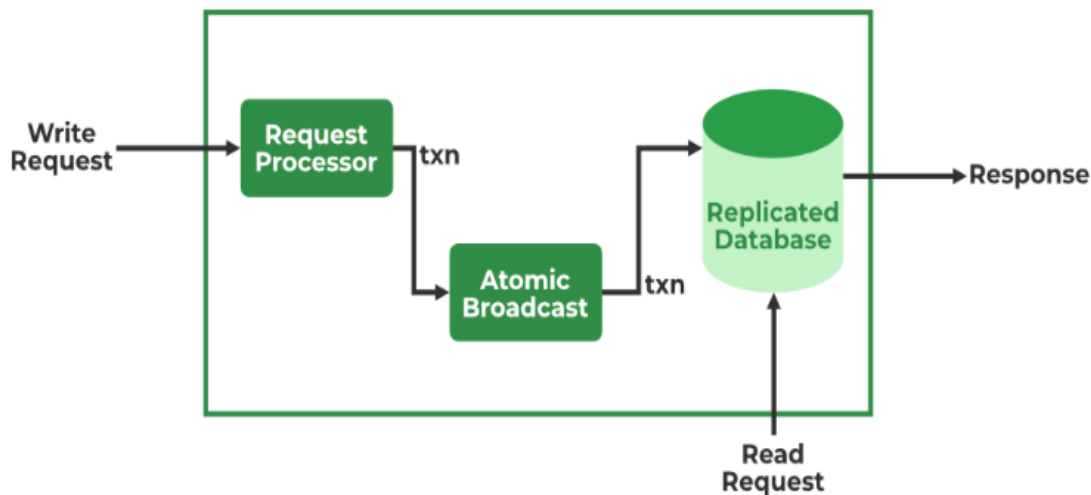 Write
Request
Request
Processor
txn
Atomic
Broadcast
txn
Replicated
Database
Response
Read
Request